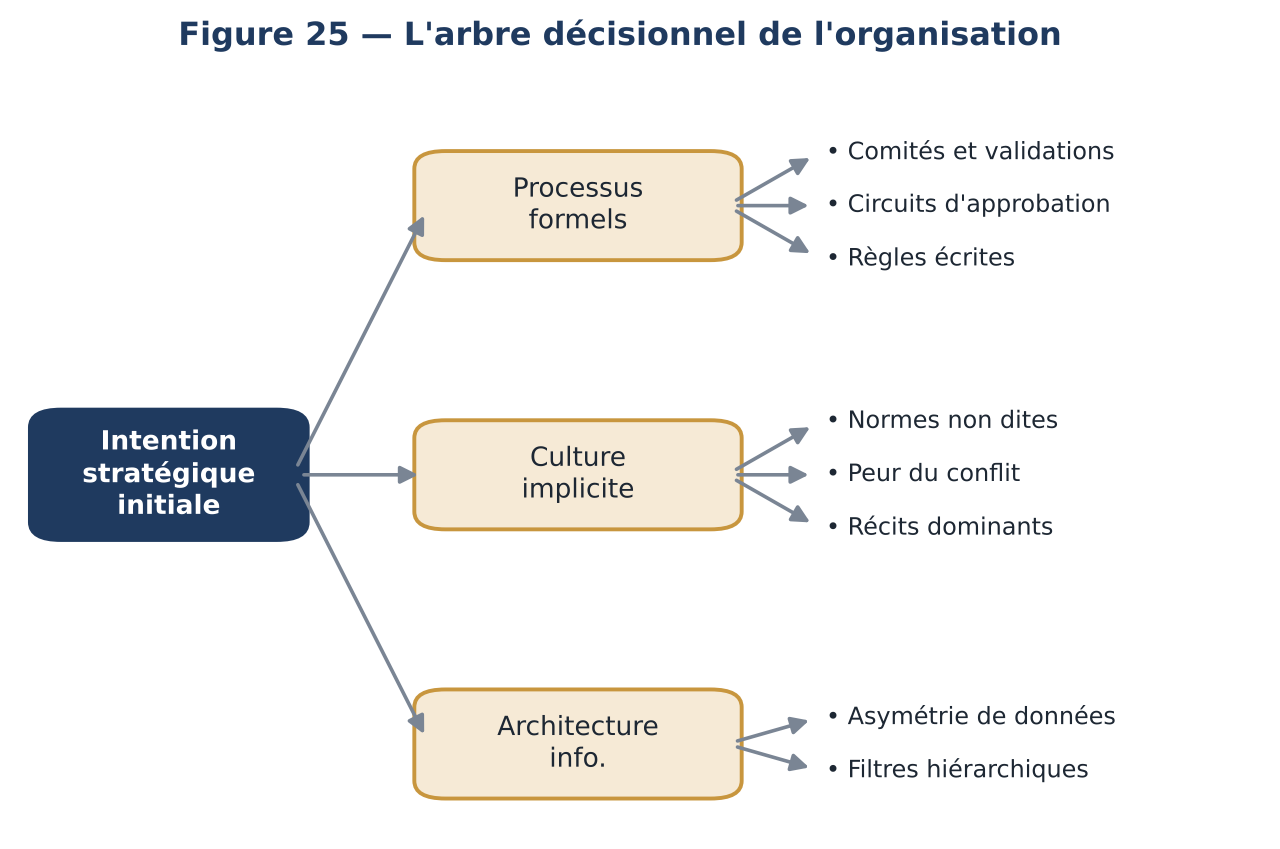 Figure 25 — L'arbre décisionnel de l'organisation
Intention
stratégique
initiale
Processus
formels
• Comités et validations
• Circuits d'approbation
• Règles écrites
Culture
implicite
• Normes non dites
• Peur du conflit
• Récits dominants
Architecture
info.
• Asymétrie de données
• Filtres hiérarchiques